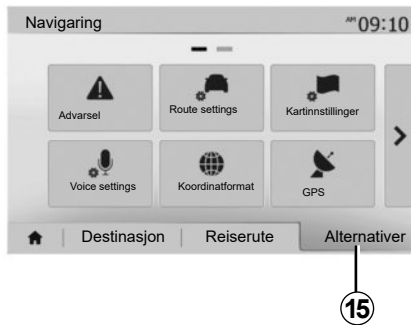 Navigaring
AM 09:10
Advarsel
Route settings
Kartinnstillinger
Voice settings
Koordinatformat
GPS
Destinasjon
Reiserute
Alternativer
15